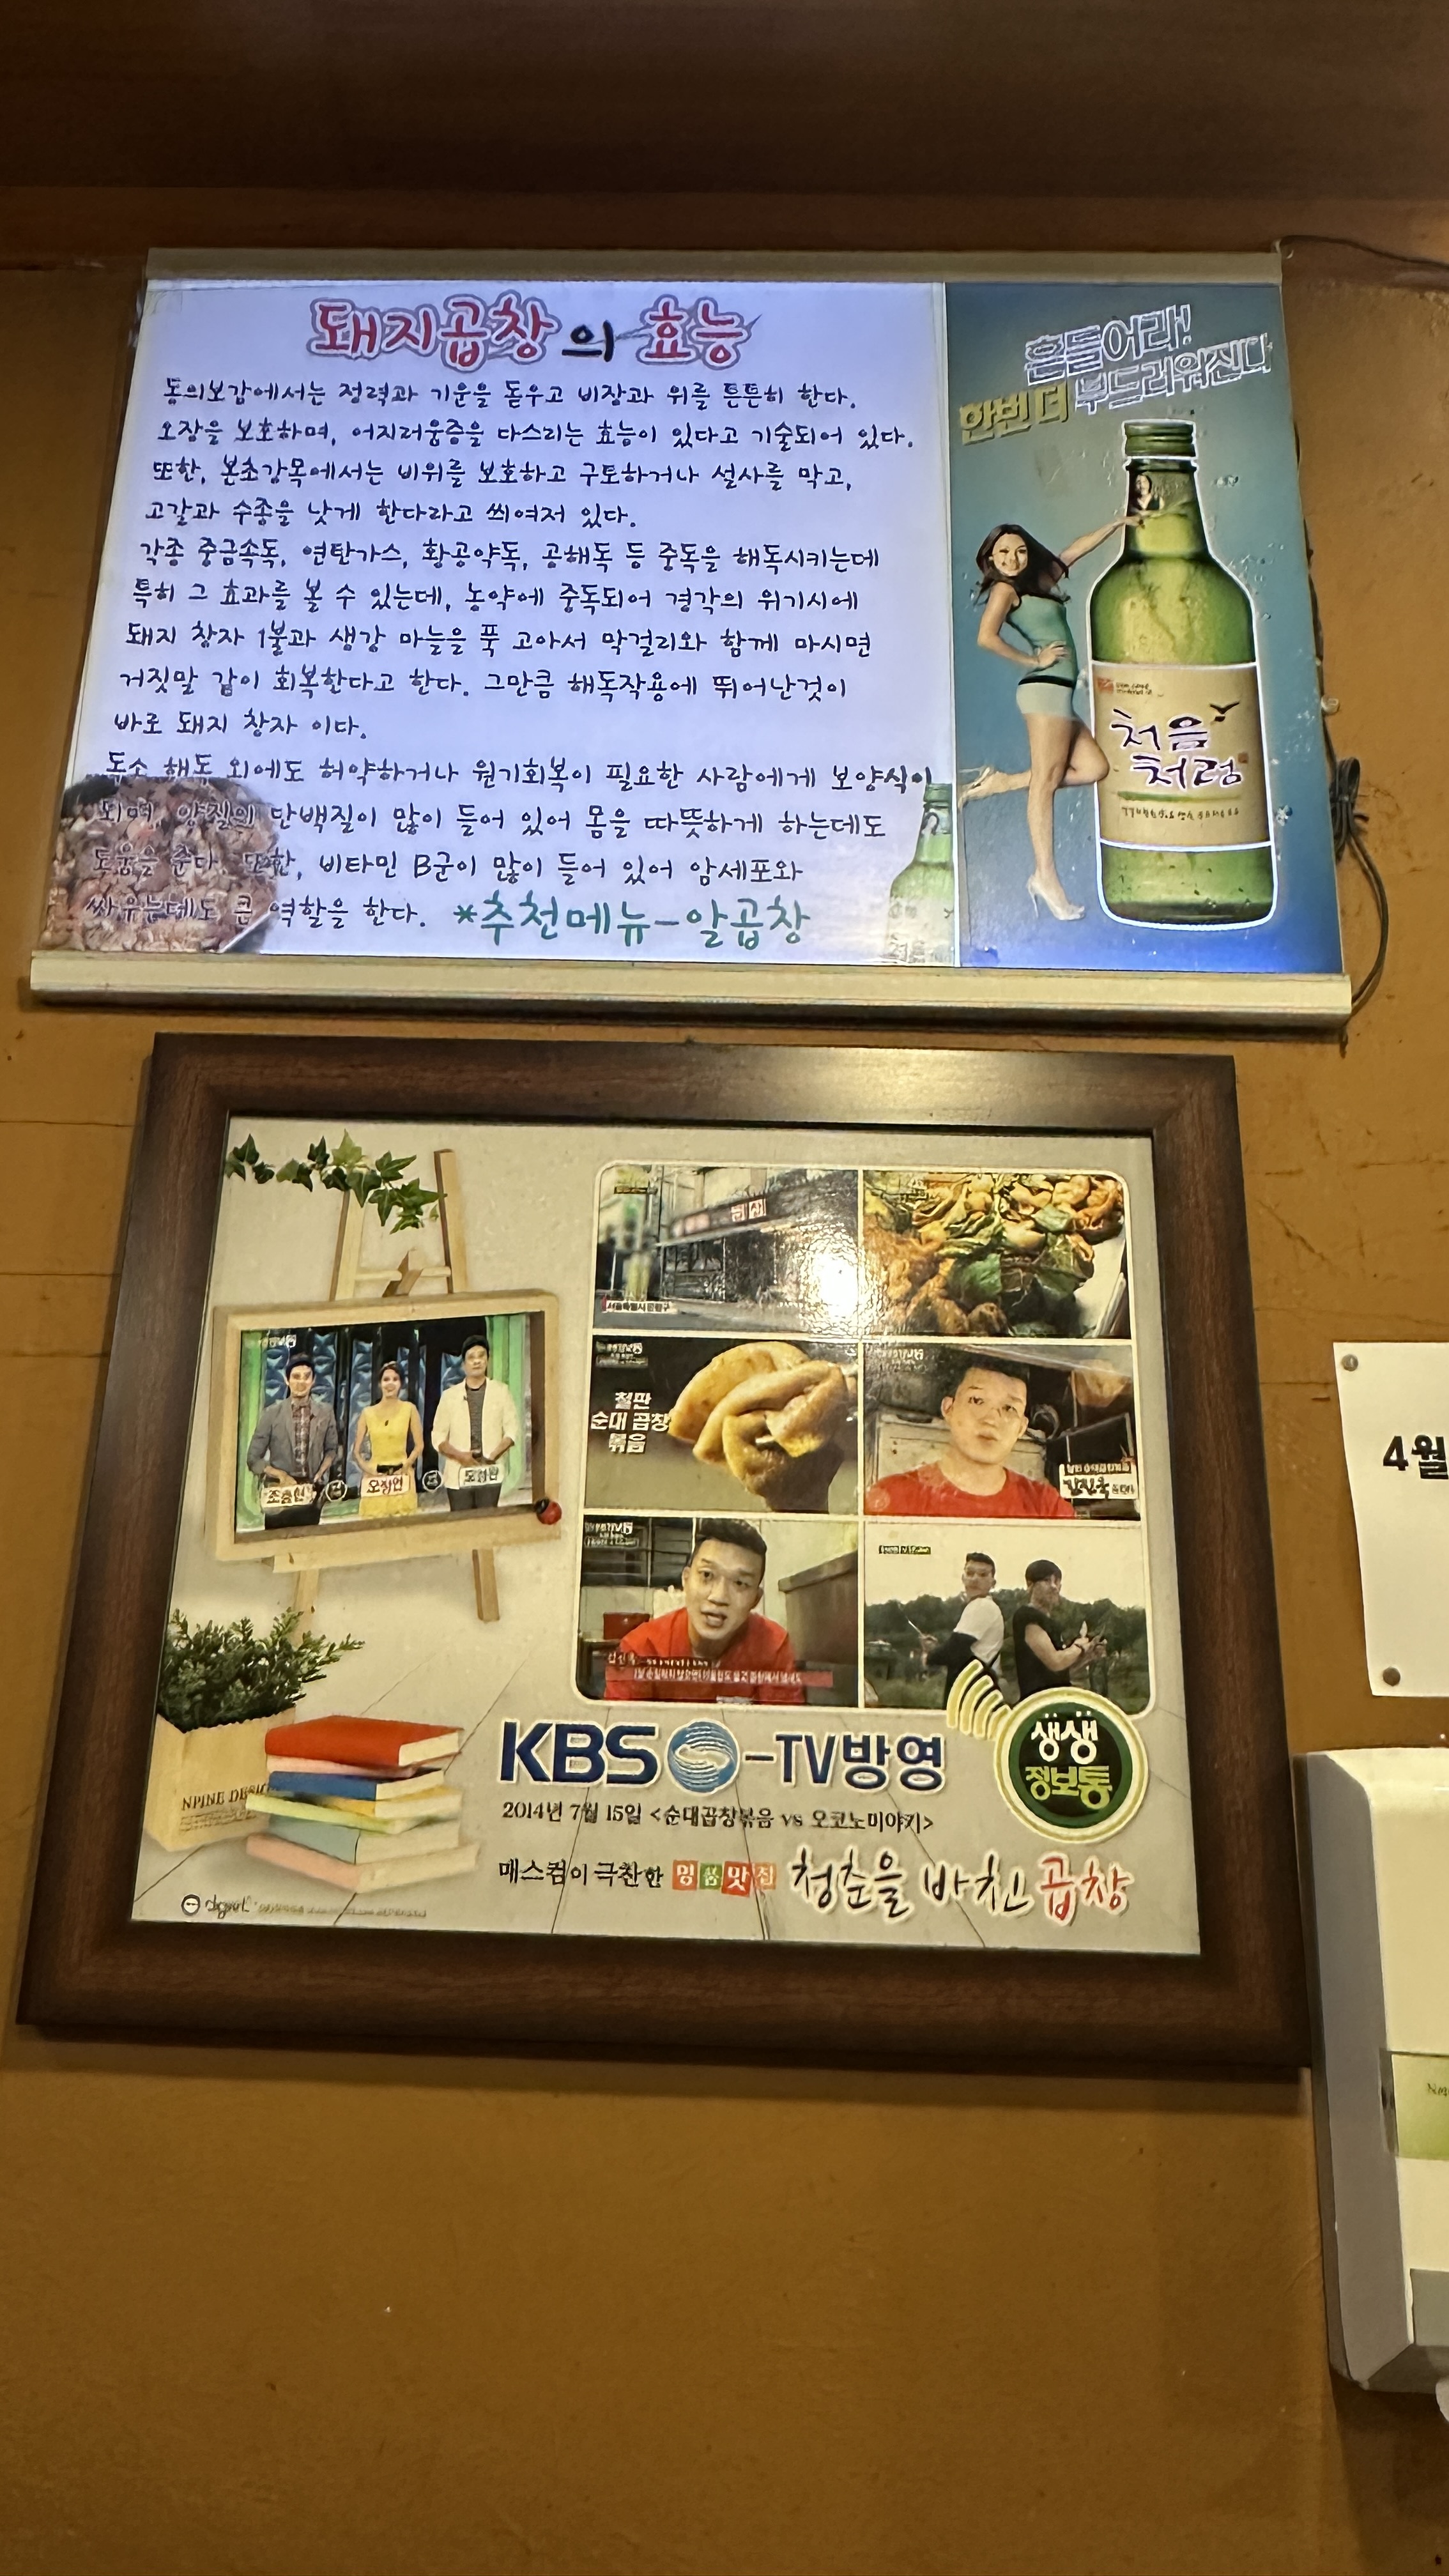 돼지곱창의 효능
동의보감에서는 정력과 기운을 돋우고 비장과 위를 튼튼히 한다.
오장을 보호하며, 어지러움증을 다스리는 효능이 있다고 기술되어 있다.
또한, 본초강목에서는 비위를 보호하고 구토하거나 설사를 막고,
고갈과 수종을 낫게 한다라고 씌여저 있다.
각종 중금속독, 연탄가스, 황공약독, 공해독 등 중독을 해독시키는데
특히 그 효과를 볼 수 있는데, 농약에 중독되어 경각의 위기시에
돼지 창자 1불과 생강 마늘을 푹 고아서 막걸리와 함께 마시면
거짓말 같이 회복한다고 한다. 그만큼 해독작용에 뛰어난것이
바로 돼지 창자 이다.
독소 해독 외에도 허약하거나 원기회복이 필요한 사람에게 보양식이
되며, 양질의 단백질이 많이 들어 있어 몸을 따뜻하게 하는데도
도움을 준다. 또한, 비타민 B군이 많이 들어 있어 암세포와
싸우는데도 큰 역할을 한다.
*추천메뉴-알곱창
흔들어라!
한번 더 부드러워진다
처음
처럼
철판
순대 곱창
볶음
조충현
오정연
KBS-TV방영
생생
정보통
2014년 7월 15일 <순대곱창볶음 vs 오코노미야키>
매스컴이 극찬한 명품맛집 청춘을 바친 곱창
4월